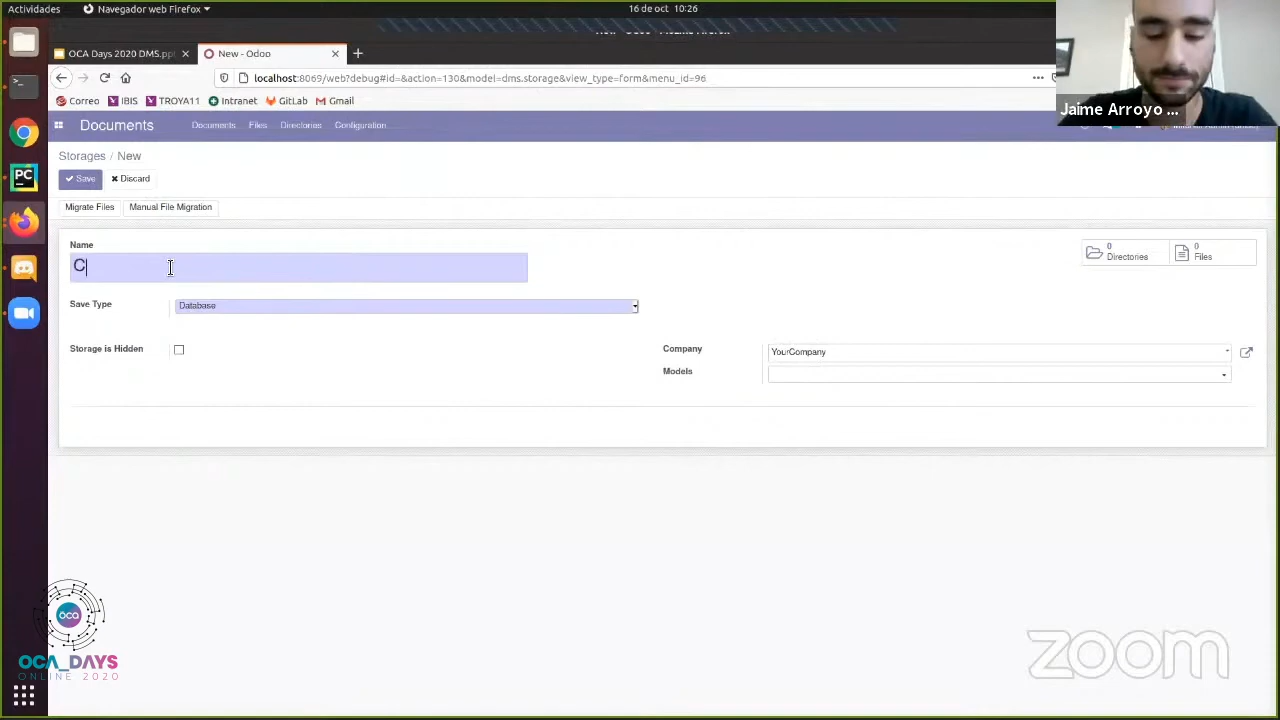 Actividades
Navegador web Firefox
16 de oct 10:26
OCA Days 2020 DMS.ppt
New - Odoo
localhost:8069/web?debug#id=&action=130&model=dms.storage&view_type=form&menu_id=96
Correo
IBIS
TROYA11
Intranet
GitLab
Gmail
Jaime Arroyo ...
Documents
Documents
Files
Directories
Configuration
Storages / New
Save
Discard
Migrate Files
Manual File Migration
Name
C
0
Directories
0
Files
Save Type
Database
Storage is Hidden
Company
YourCompany
Models
PC
oca
OCA_DAYS
ONLINE 2020
zoom